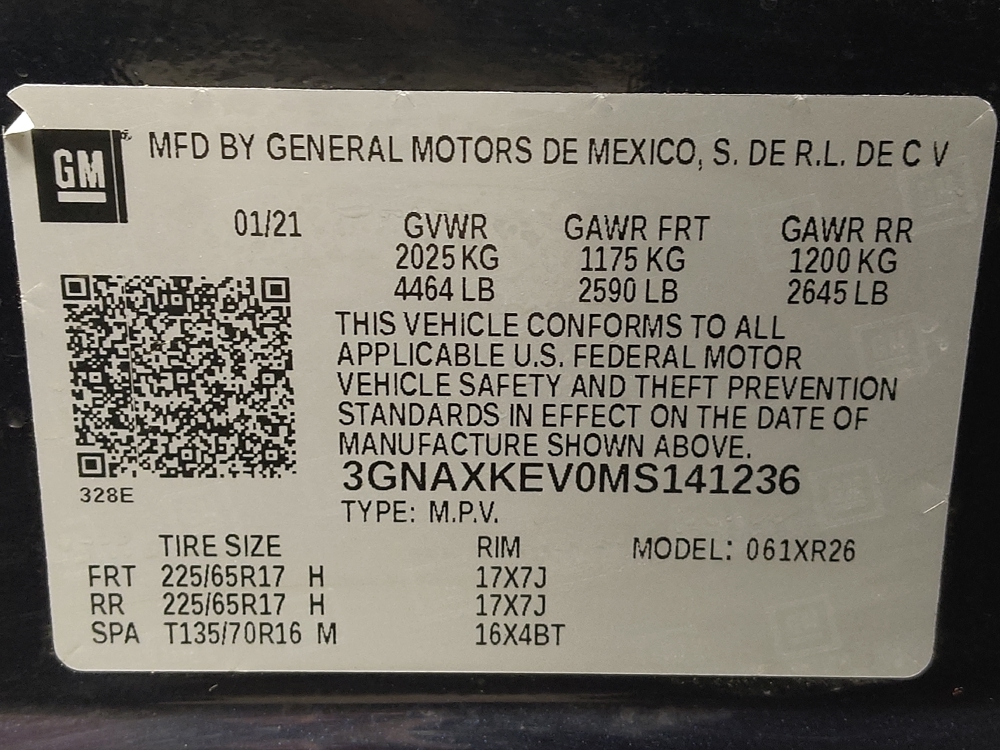 GM
MFD BY GENERAL MOTORS DE MEXICO, S. DE R.L. DE C V
01/21 GVWR GAWR FRT GAWR RR
2025 KG 1175 KG 1200 KG
4464 LB 2590 LB 2645 LB
THIS VEHICLE CONFORMS TO ALL
APPLICABLE U.S. FEDERAL MOTOR
VEHICLE SAFETY AND THEFT PREVENTION
STANDARDS IN EFFECT ON THE DATE OF
MANUFACTURE SHOWN ABOVE.
3GNAXKEV0MS141236
328E
TYPE: M.P.V.
TIRE SIZE RIM MODEL: 061XR26
FRT 225/65R17 H 17X7J
RR 225/65R17 H 17X7J
SPA T135/70R16 M 16X4BT